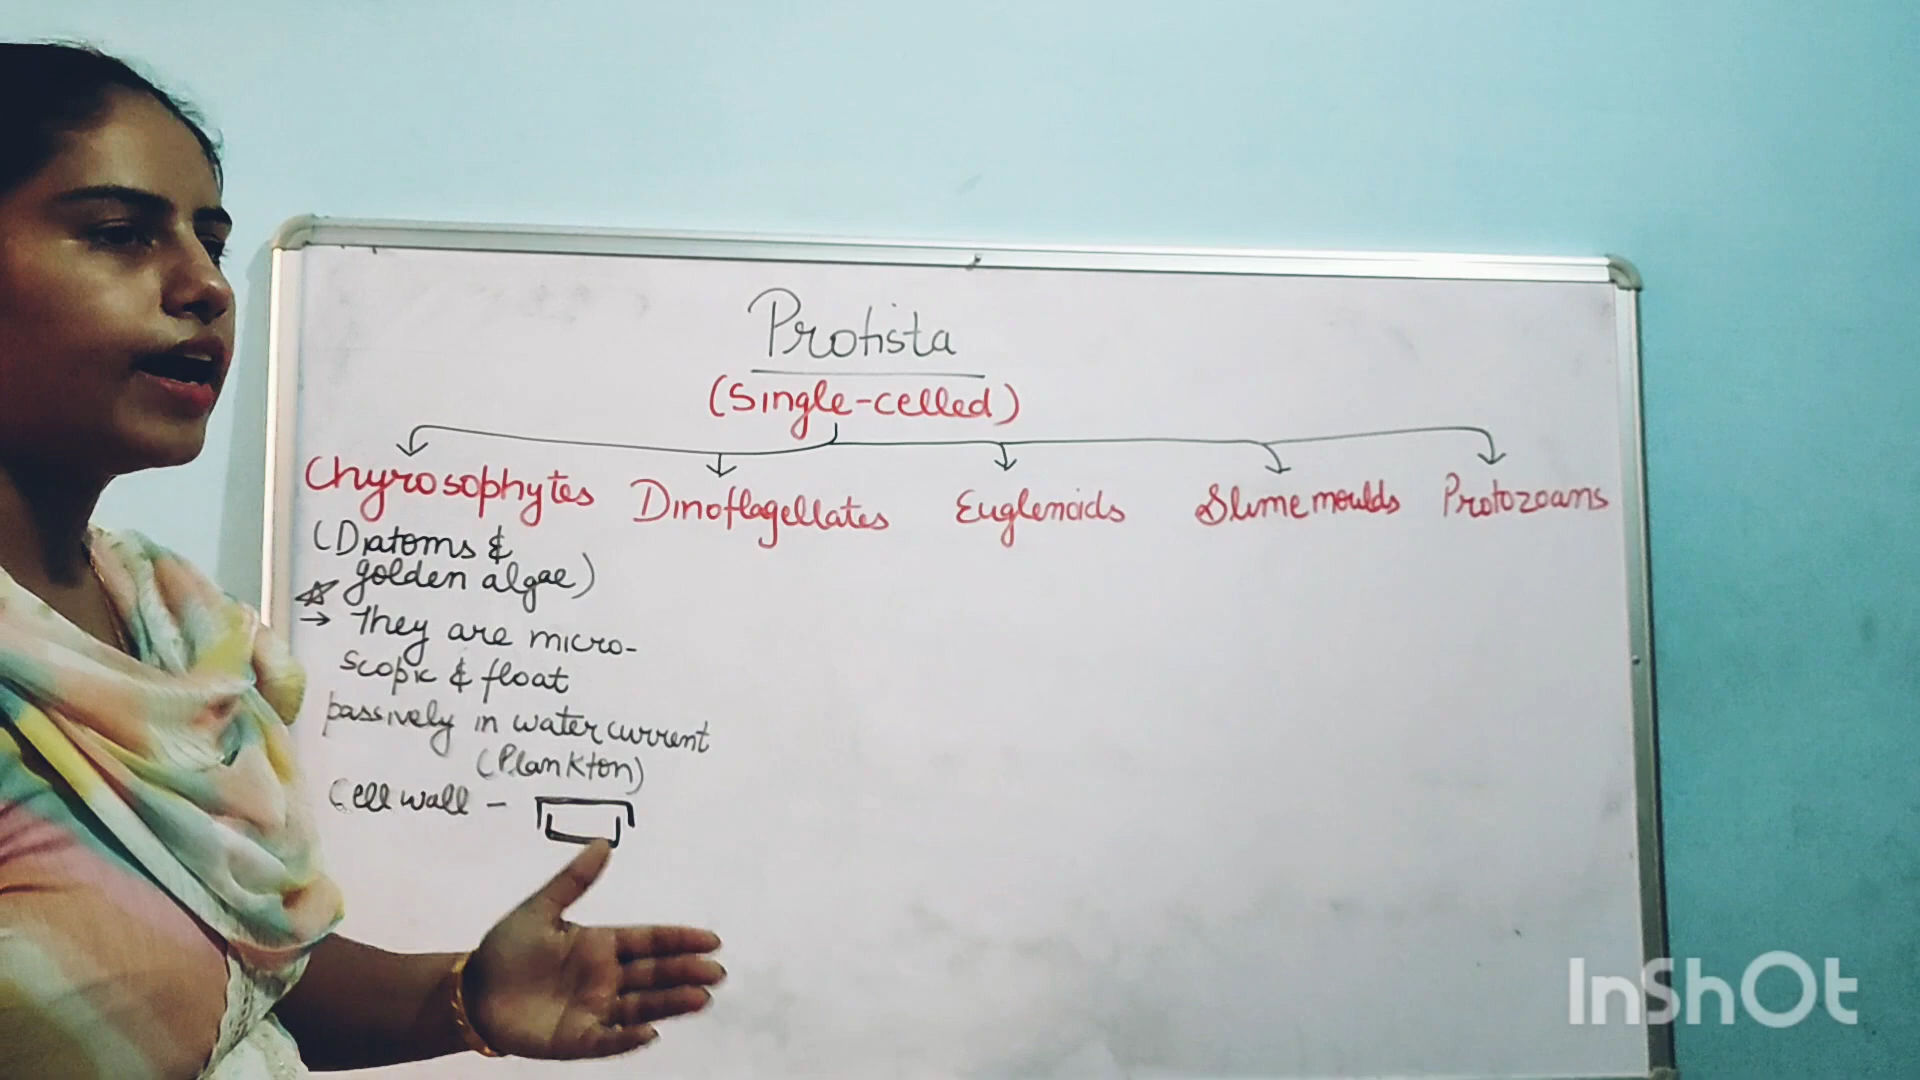 Protista
(Single-celled)
Chyrosophytes Dinoflagellates Euglenoids Slime moulds Protozoans
(Diatoms &
golden algae)
☆
→ They are micro-
scopic & float
passively in water current
(Plankton)
Cell wall -
InShOt